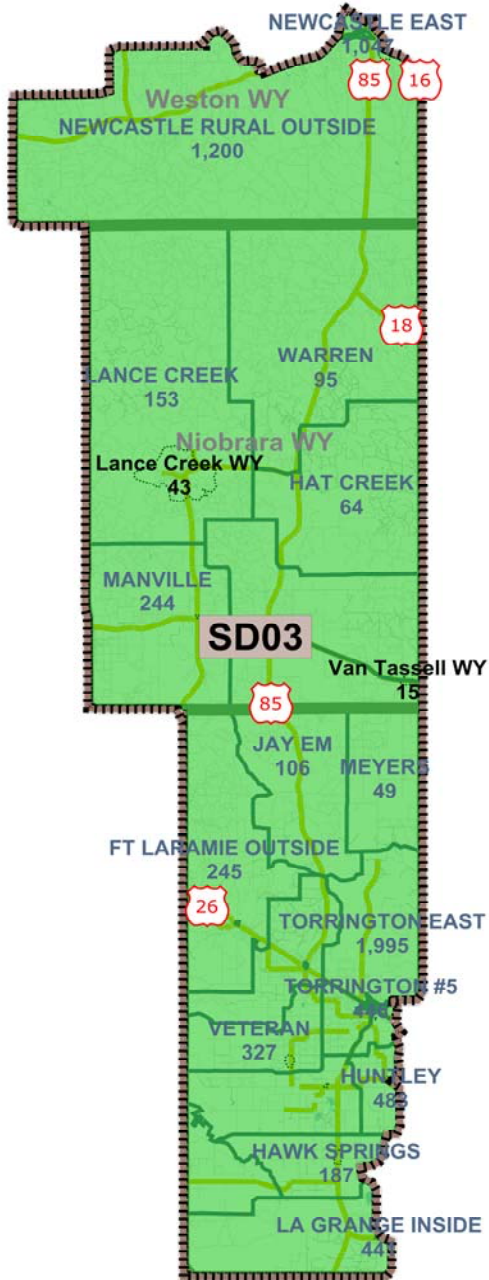 NEWCASTLE EAST
1,047
85
16
Weston WY
NEWCASTLE RURAL OUTSIDE
1,200
18
WARREN
95
LANCE CREEK
153
Niobrara WY
Lance Creek WY
43
HAT CREEK
64
MANVILLE
244
SD03
Van Tassell WY
15
85
JAY EM
106
MEYERS
49
FT LARAMIE OUTSIDE
245
26
TORRINGTON EAST
1,995
TORRINGTON #5
VETERAN
327
HUNTLEY
483
HAWK SPRINGS
187
LA GRANGE INSIDE